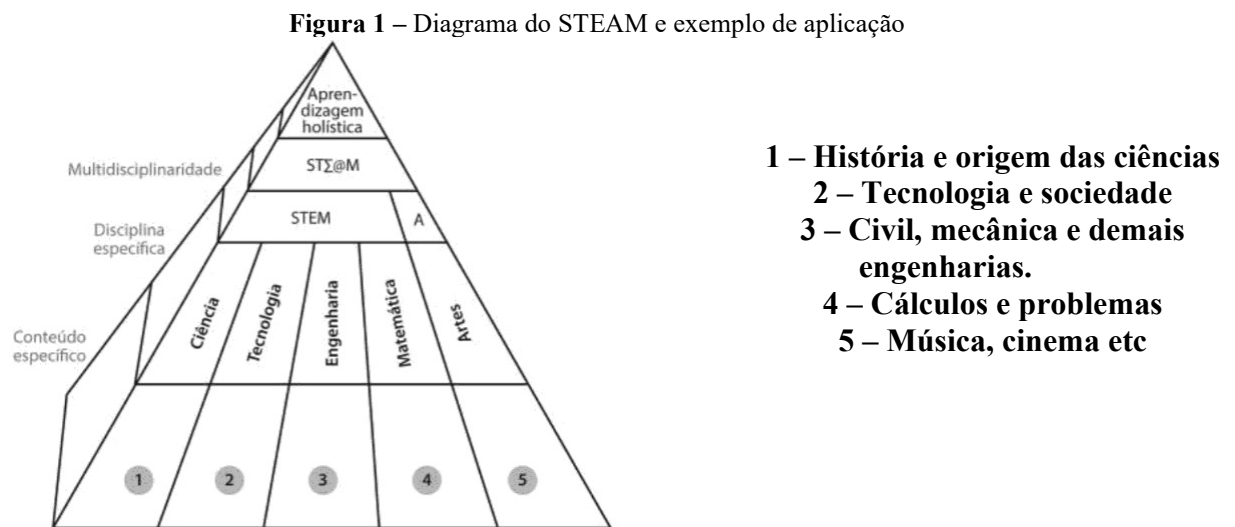 Figura 1 – Diagrama do STEAM e exemplo de aplicação
Apren-
dizagem
holística
Multidisciplinaridade
STΣ@M
Disciplina
específica
STEM
A
Conteúdo
específico
Ciência
Tecnologia
Engenharia
Matemática
Artes
1
2
3
4
5
1 – História e origem das ciências
2 – Tecnologia e sociedade
3 – Civil, mecânica e demais
engenharias.
4 – Cálculos e problemas
5 – Música, cinema etc